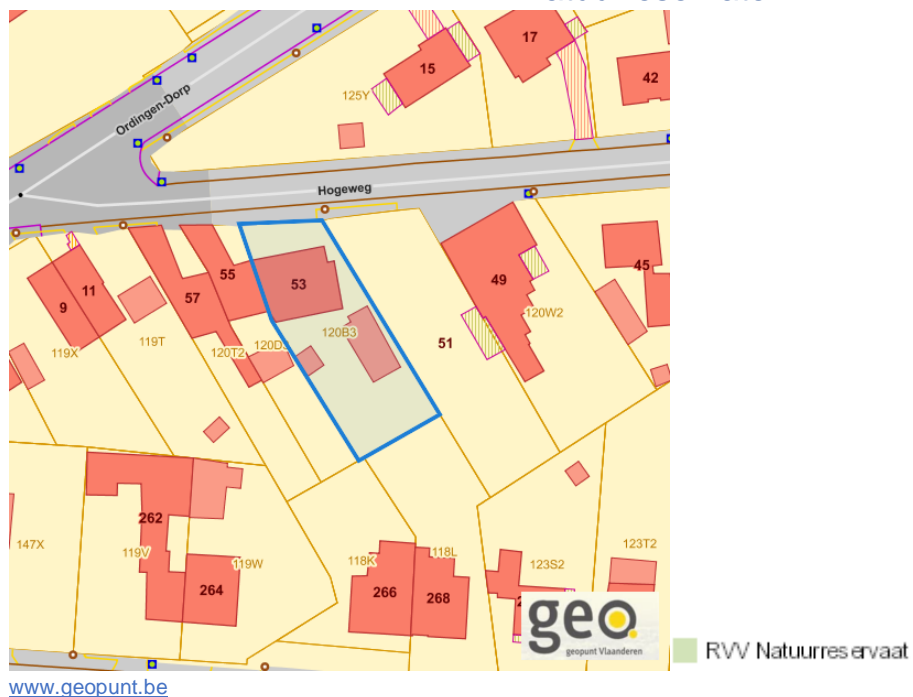 17
15
42
125Y
Ordingen-Dorp
Hogeweg
55
53
57
49
45
11
9
120W2
120B3
51
119T
119X
120T2
120D
262
147X
119V
119W
264
118K
118L
266
268
123S2
123T2
geo.
geopunt Vlaanderen
RVV Natuurreservaat
www.geopunt.be